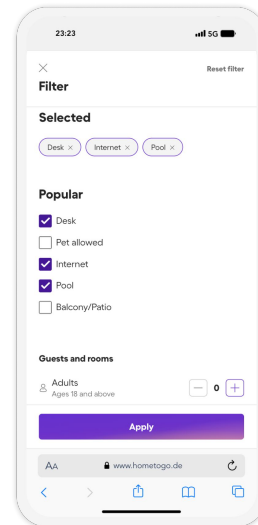 23:23
5G
Reset filter
Filter
Selected
Desk ×
Internet ×
Pool ×
Popular
Desk
Pet allowed
Internet
Pool
Balcony/Patio
Guests and rooms
Adults
Ages 18 and above
0
Apply
AA
www.hometogo.de